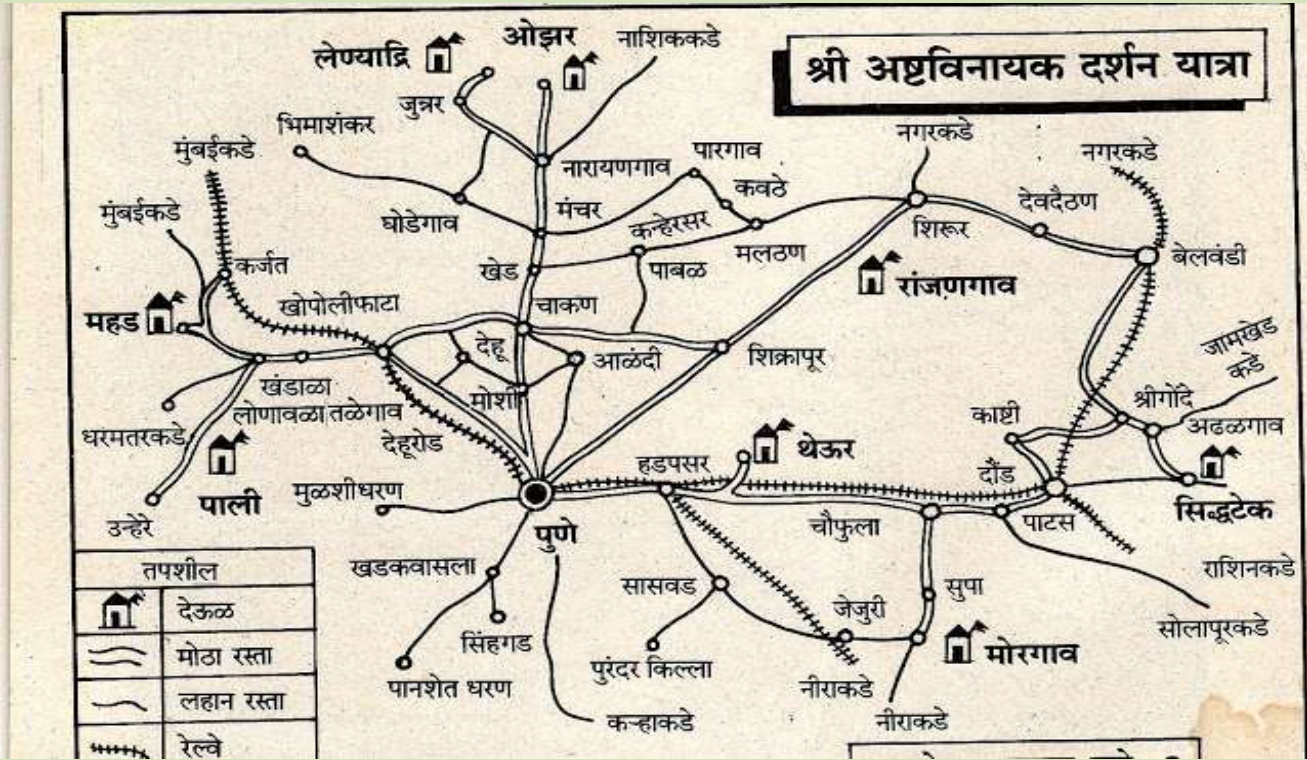 श्री अष्टविनायक दर्शन यात्रा
लेण्याद्रि
ओझर
नाशिककडे
जुन्नर
भिमाशंकर
नगरकडे
मुंबईकडे
नारायणगाव
पारगाव
नगरकडे
कवठे
देवदैठण
मुंबईकडे
घोडेगाव
मंचर
कन्हेरसर
मलठण
शिरूर
बेलवंडी
कर्जत
खेड
पाबळ
रांजणगाव
खोपोलीफाटा
चाकण
महड
देहू
आळंदी
शिक्रापूर
जामखेड
कडे
खंडाळा
मोशी
श्रीगोंदे
लोणावळा
तळेगाव
काष्टी
अढळगाव
धरमतरकडे
देहूरोड
थेऊर
हडपसर
दौंड
पाली
मुळशीधरण
सिद्धटेक
उन्हेरे
पुणे
चौफुला
पाटस
खडकवासला
राशिनकडे
सासवड
सुपा
जेजुरी
सोलापूरकडे
सिंहगड
मोरगाव
पुरंदर किल्ला
पानशेत धरण
नीराकडे
कऱ्हाकडे
नीराकडे
तपशील
देऊळ
मोठा रस्ता
लहान रस्ता
रेल्वे